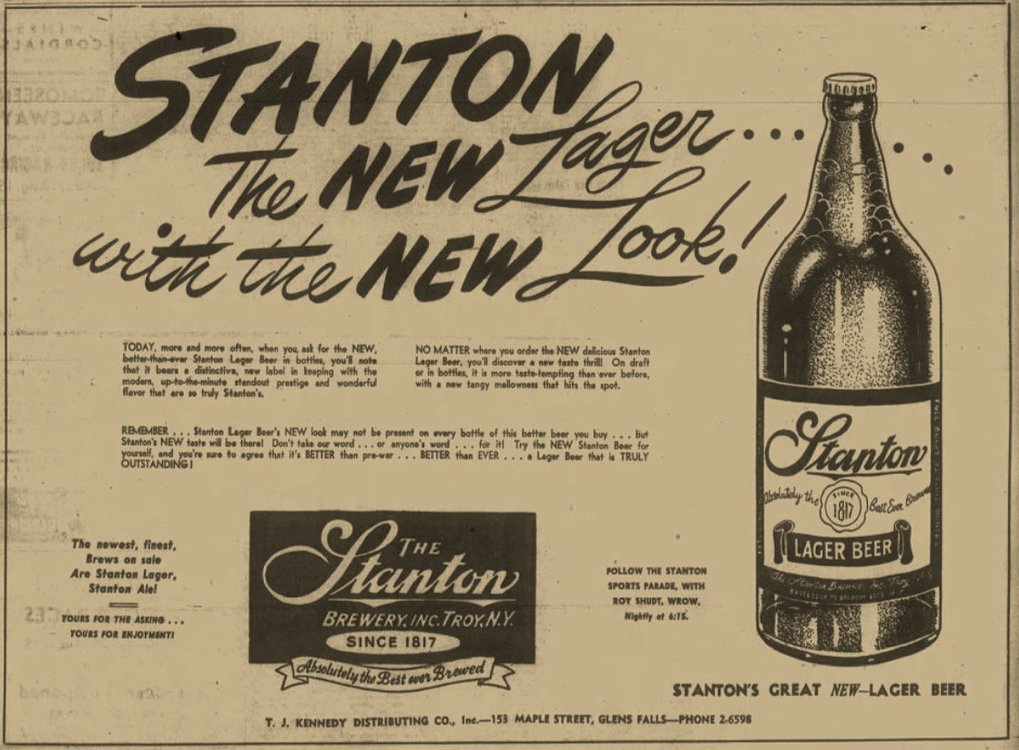 STANTON
The NEW Lager...
with the NEW Look!
TODAY, more and more often, when you ask for the NEW,
better-than-ever Stanton Lager Beer in bottles, you'll note
that it bears a distinctive, new label in keeping with the
modern, up-to-the-minute standout prestige and wonderful
flavor that are so truly Stanton's.
NO MATTER where you order the NEW delicious Stanton
Lager Beer, you'll discover a new taste thrill! On draft
or in bottles, it is more taste-tempting than ever before,
with a new tangy mellowness that hits the spot.
REMEMBER . . . Stanton Lager Beer's NEW look may not be present on every bottle of this better beer you buy . . . But
Stanton's NEW taste will be there! Don't take our word . . . or anyone's word . . . for it! Try the NEW Stanton Beer for
yourself, and you're sure to agree that it's BETTER than pre-war . . . BETTER than EVER . . . a Lager Beer that is TRULY
OUTSTANDING!
The newest, finest,
Brews on sale
Are Stanton Lager,
Stanton Ale!
YOURS FOR THE ASKING . . .
YOURS FOR ENJOYMENT!
THE
Stanton
BREWERY, INC. TROY, N.Y.
SINCE 1817
Absolutely the Best ever Brewed
FOLLOW THE STANTON
SPORTS PARADE, WITH
ROY SHUDT, WROW,
Nightly at 6:15.
Stanton
Absolutely the Best Ever Brewed
SINCE
1817
LAGER BEER
The Stanton Brewery, Inc. Troy
STANTON'S GREAT NEW-LAGER BEER
T. J. KENNEDY DISTRIBUTING CO., Inc.—153 MAPLE STREET, GLENS FALLS—PHONE 2-6598